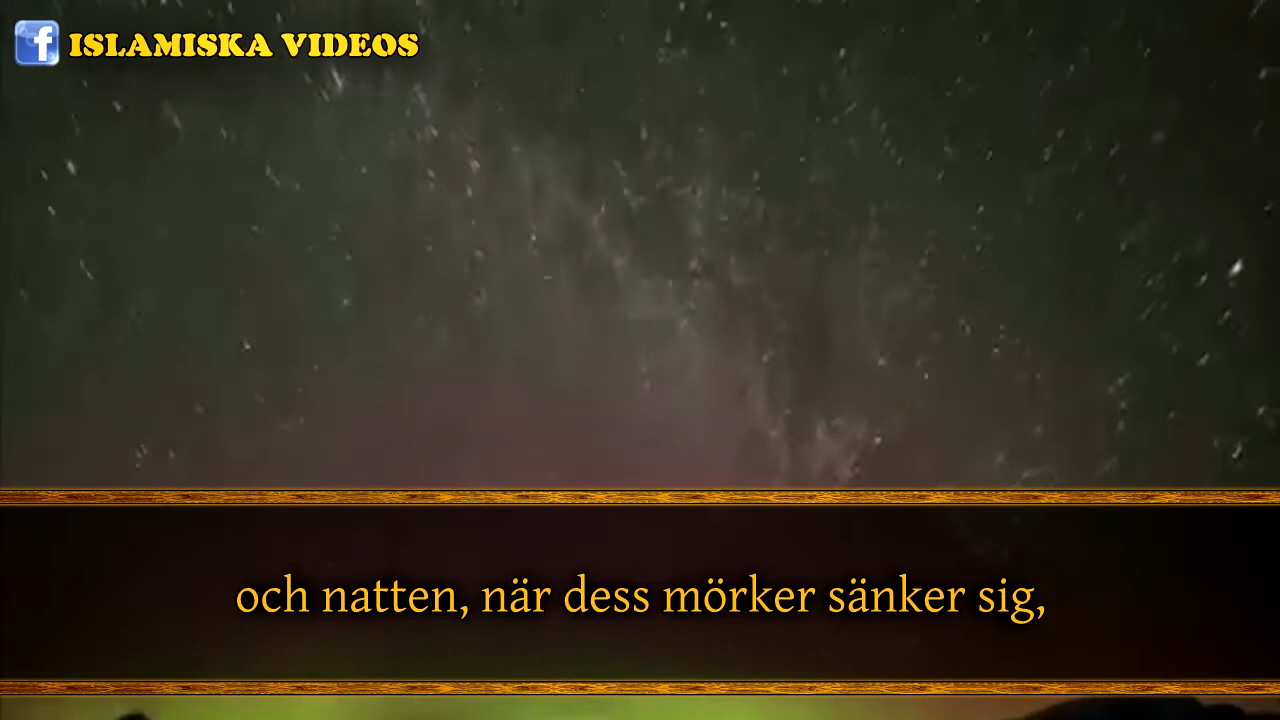 ISLAMISKA VIDEOS
och natten, när dess mörker sänker sig,